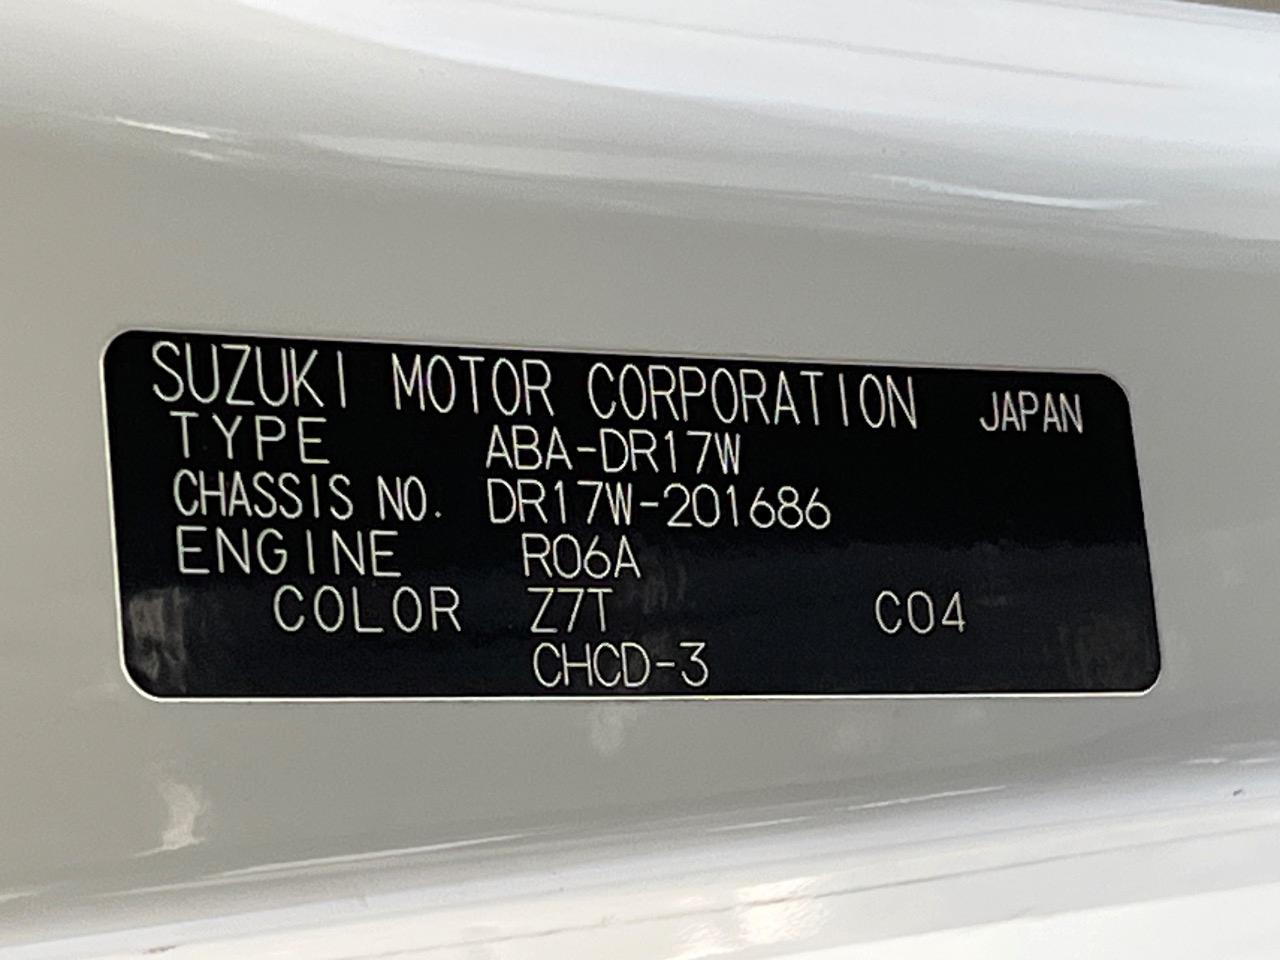 SUZUKI MOTOR CORPORATION JAPAN
TYPE ABA-DR17W
CHASSIS NO. DR17W-201686
ENGINE R06A
COLOR Z7T C04
CHCD-3